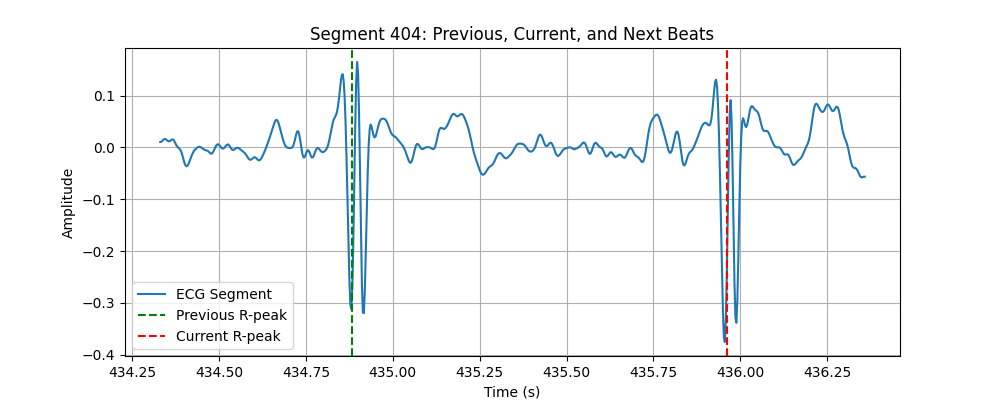 Segment 404: Previous, Current, and Next Beats
0.1
0.0
−0.1
−0.2
−0.3
−0.4
Amplitude
ECG Segment
Previous R-peak
Current R-peak
434.25 434.50 434.75 435.00 435.25 435.50 435.75 436.00 436.25
Time (s)